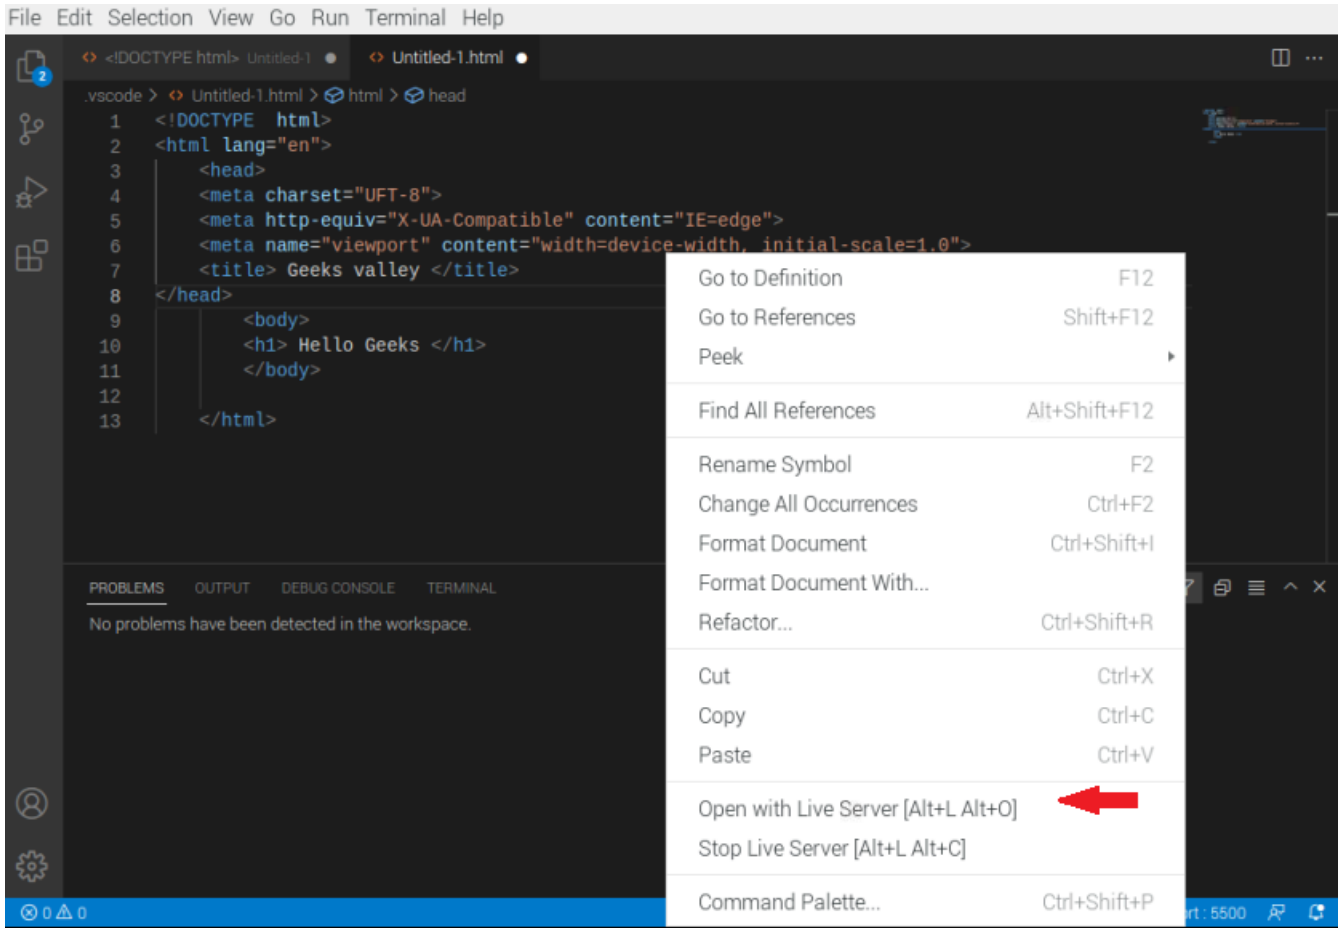 File Edit Selection View Go Run Terminal Help
<!DOCTYPE html> Untitled-1 Untitled-1.html
.vscode > Untitled-1.html > html > head
1 <!DOCTYPE html>
2 <html lang="en">
3 <head>
4 <meta charset="UFT-8">
5 <meta http-equiv="X-UA-Compatible" content="IE=edge">
6 <meta name="viewport" content="width=device-width, initial-scale=1.0">
7 <title> Geeks valley </title>
8 </head>
9 <body>
10 <h1> Hello Geeks </h1>
11 </body>
12
13 </html>
Go to Definition F12
Go to References Shift+F12
Peek
Find All References Alt+Shift+F12
Rename Symbol F2
Change All Occurrences Ctrl+F2
Format Document Ctrl+Shift+I
Format Document With...
Refactor... Ctrl+Shift+R
Cut Ctrl+X
Copy Ctrl+C
Paste Ctrl+V
Open with Live Server [Alt+L Alt+O]
Stop Live Server [Alt+L Alt+C]
Command Palette... Ctrl+Shift+P
PROBLEMS OUTPUT DEBUG CONSOLE TERMINAL
No problems have been detected in the workspace.
2
0 0
rt : 5500